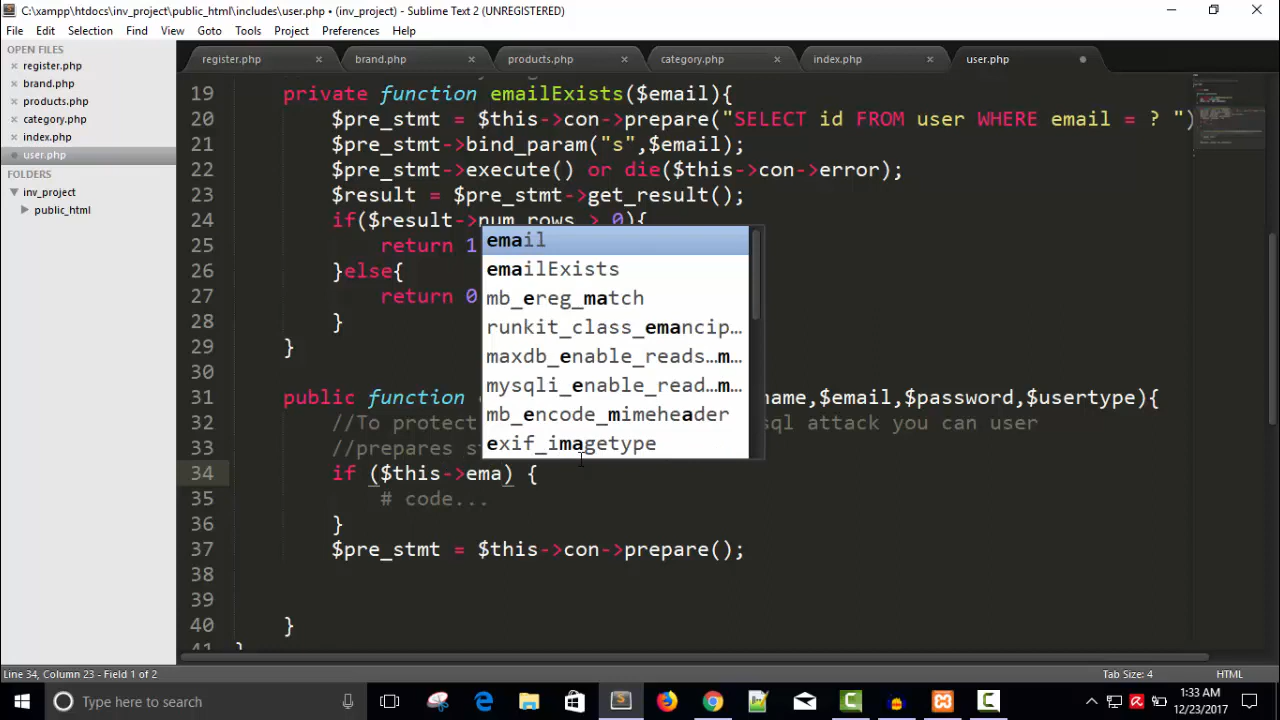 C:\xampp\htdocs\inv_project\public_html\includes\user.php • (inv_project) - Sublime Text 2 (UNREGISTERED)
File Edit Selection Find View Goto Tools Project Preferences Help
OPEN FILES
register.php
brand.php
products.php
category.php
index.php
user.php
FOLDERS
inv_project
public_html
register.php × brand.php × products.php × category.php × index.php × user.php
19 private function emailExists($email){
20 $pre_stmt = $this->con->prepare("SELECT id FROM user WHERE email = ? ")
21 $pre_stmt->bind_param("s",$email);
22 $pre_stmt->execute() or die($this->con->error);
23 $result = $pre_stmt->get_result();
24 if($result->num_rows > 0){
25 return 1
26 }else{
27 return 0
28 }
29 }
31 public function name,$email,$password,$usertype){
32 //To protect sql attack you can user
33 //prepares
34 if ($this->ema) {
35 # code...
36 }
37 $pre_stmt = $this->con->prepare();
38
39
40 }
41 }
email
emailExists
mb_ereg_match
runkit_class_emancip...
maxdb_enable_reads...m...
mysqli_enable_read...m...
mb_encode_mimeheader
exif_imagetype
Line 34, Column 23 - Field 1 of 2
Tab Size: 4
HTML
Type here to search
1:33 AM
12/23/2017